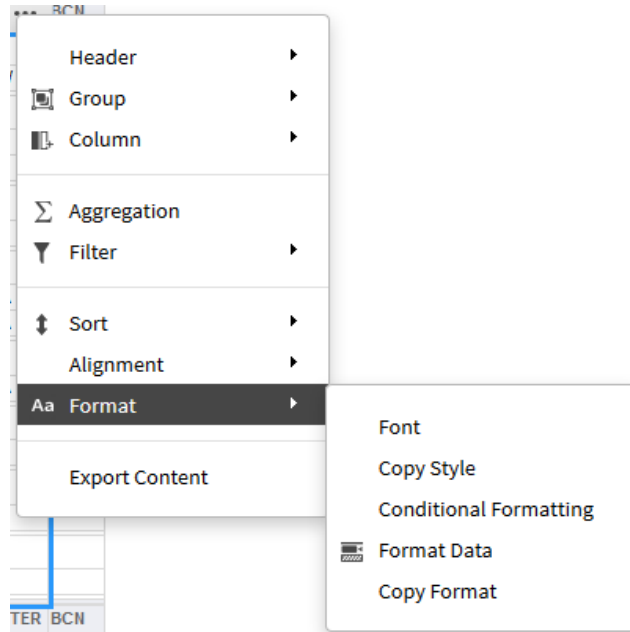 BCN
Header
Group
Column
Aggregation
Filter
Sort
Alignment
Aa Format
Font
Copy Style
Conditional Formatting
Format Data
Copy Format
Export Content
TER BCN